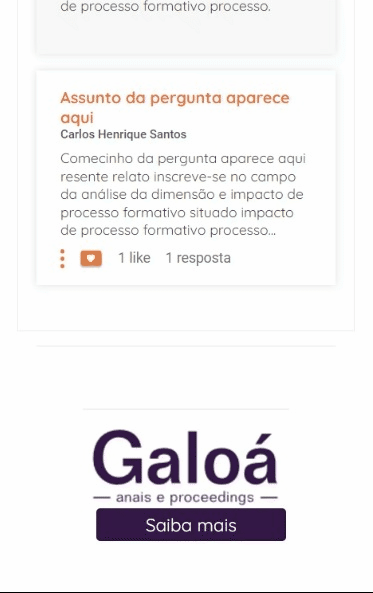 de processo formativo processo.
Assunto da pergunta aparece
aqui
Carlos Henrique Santos
Comecinho da pergunta aparece aqui
resente relato inscreve-se no campo
da análise da dimensão e impacto de
processo formativo situado impacto
de processo formativo processo...
1 like 1 resposta
Galoá
anais e proceedings
Saiba mais